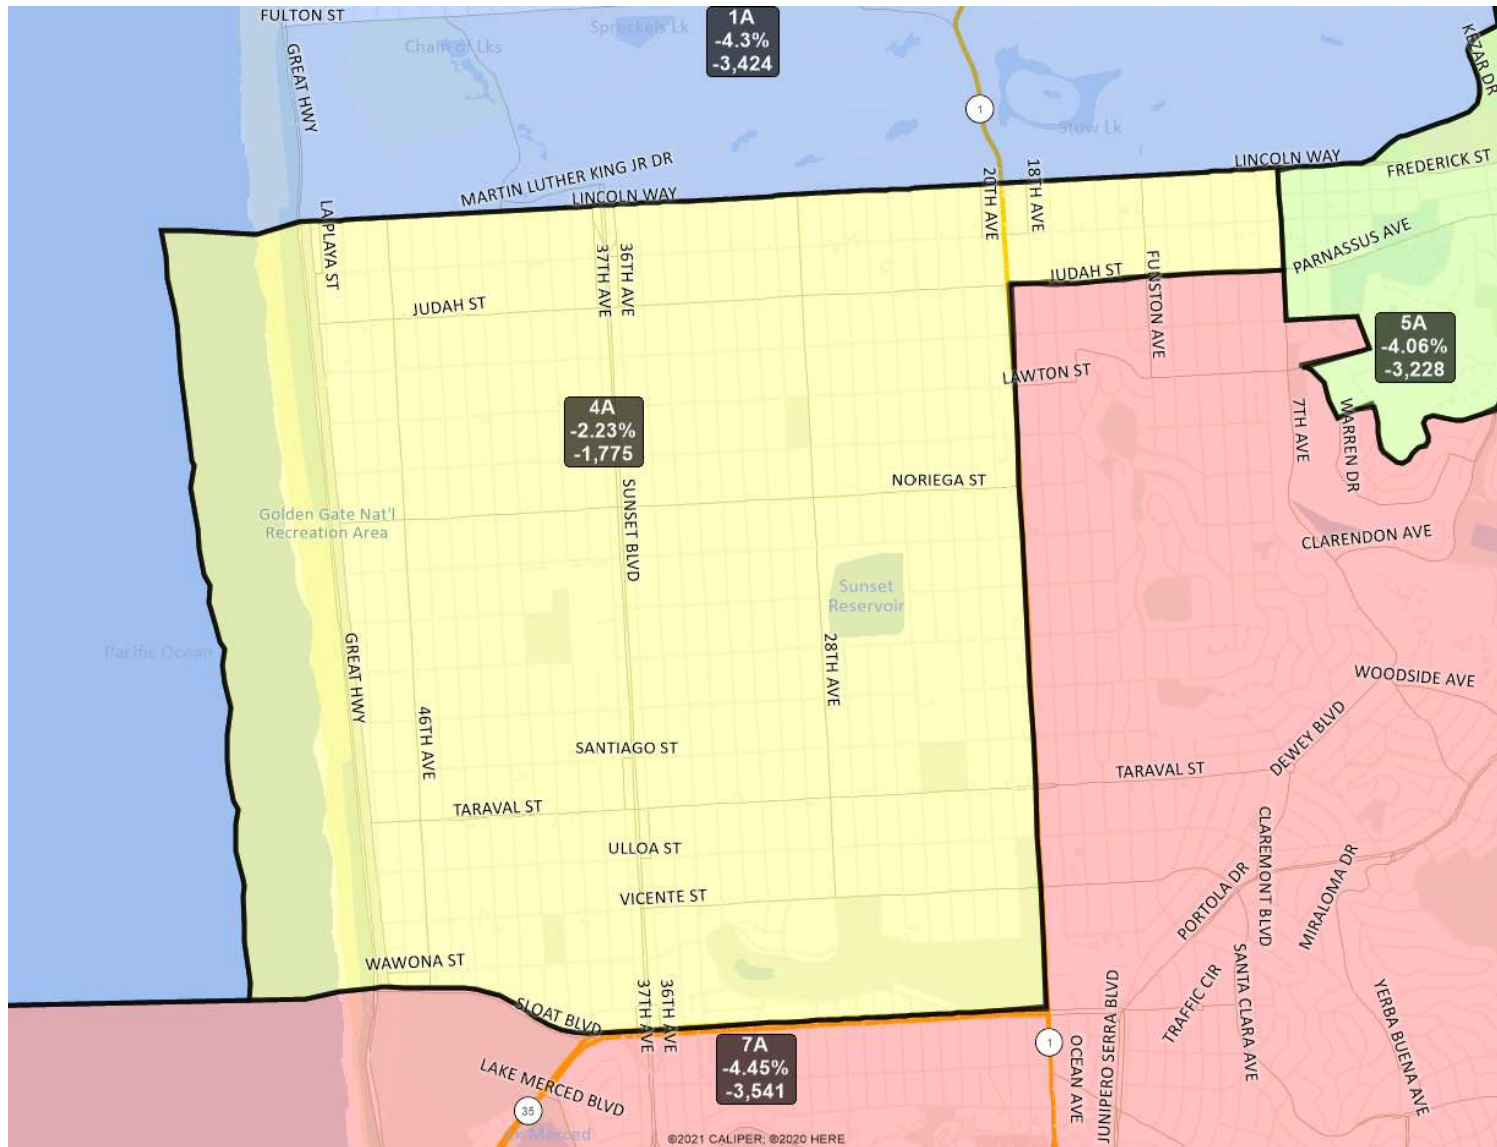 FULTON ST
Spreckels Lk
1A
-4.3%
-3,424
KEZAR DR
Chain of Lks
GREAT HWY
1
Stow Lk
LINCOLN WAY
FREDERICK ST
MARTIN LUTHER KING JR DR
LINCOLN WAY
20TH AVE
18TH AVE
LA PLAYA ST
37TH AVE
36TH AVE
PARNASSUS AVE
JUDAH ST
FUNSTON AVE
JUDAH ST
5A
-4.06%
-3,228
LAWTON ST
4A
-2.23%
-1,775
7TH AVE
WARREN DR
NORIEGA ST
SUNSET BLVD
Golden Gate Nat'l
Recreation Area
CLARENDON AVE
Sunset
Reservoir
Pacific Ocean
GREAT HWY
28TH AVE
WOODSIDE AVE
46TH AVE
SANTIAGO ST
DEWEY BLVD
TARAVAL ST
TARAVAL ST
CLAREMONT BLVD
ULLOA ST
PORTOLA DR
MIRALOMA DR
VICENTE ST
WAWONA ST
SLOAT BLVD
37TH AVE
36TH AVE
JUNIPERO SERRA BLVD
TRAFFIC CIR
SANTA CLARA AVE
YERBA BUENA AVE
7A
-4.45%
-3,541
1
OCEAN AVE
LAKE MERCED BLVD
35
Lk Merced
©2021 CALIPER; ©2020 HERE